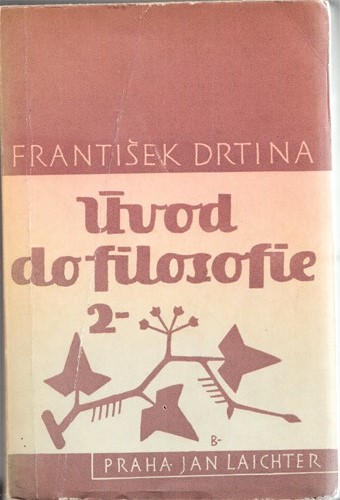 FRANTIŠEK DRTINA
Úvod
do filosofie
2-
B-
PRAHA JAN LAICHTER